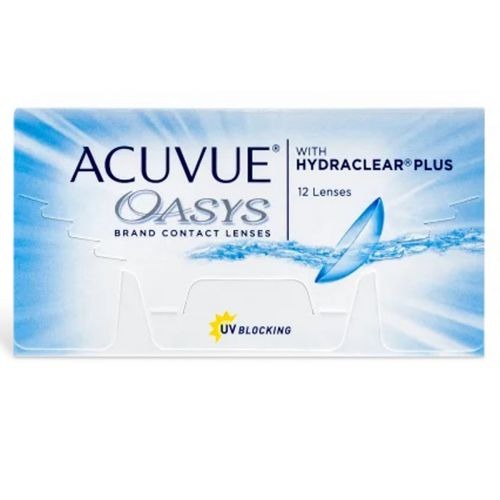 ACUVUE®
OASYS
BRAND CONTACT LENSES
WITH
HYDRACLEAR® PLUS
12 Lenses
UV BLOCKING